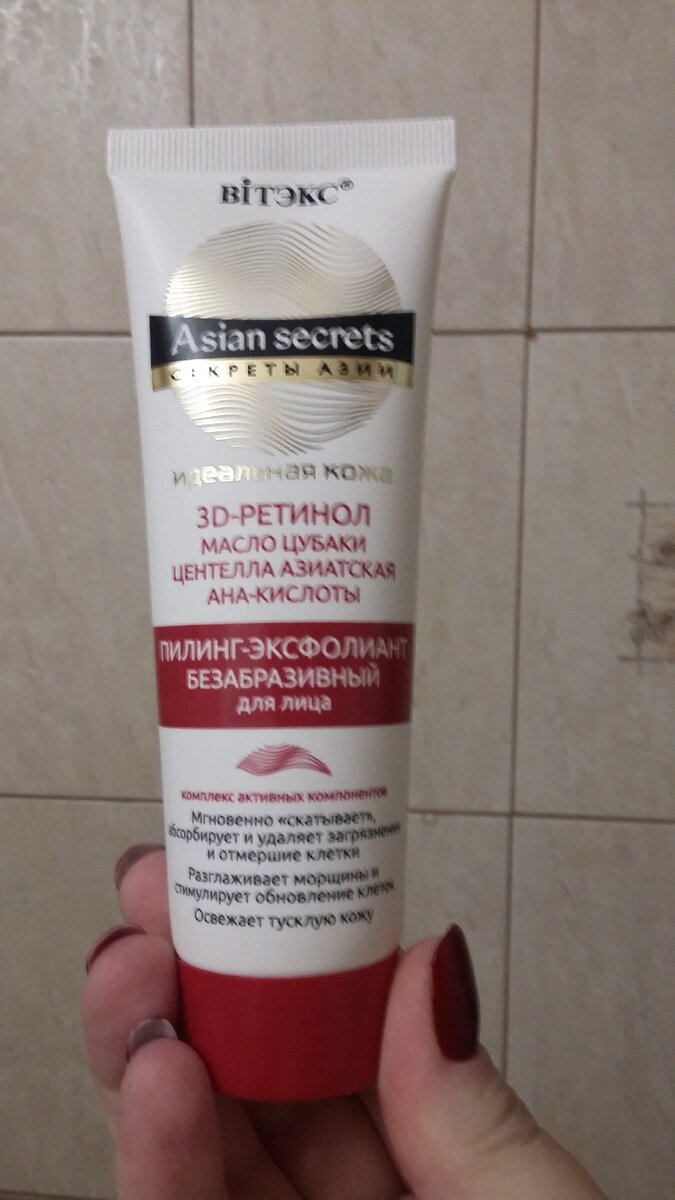 ВіТЭКС®
Asian secrets
СЕКРЕТЫ АЗИИ
идеальная кожа
3D-РЕТИНОЛ
МАСЛО ЦУБАКИ
ЦЕНТЕЛЛА АЗИАТСКАЯ
АНА-КИСЛОТЫ
ПИЛИНГ-ЭКСФОЛИАНТ
БЕЗАБРАЗИВНЫЙ
для лица
комплекс активных компонентов
Мгновенно «скатывает»,
абсорбирует и удаляет загрязнения
и отмершие клетки
Разглаживает морщины и
стимулирует обновление клеток
Освежает тусклую кожу